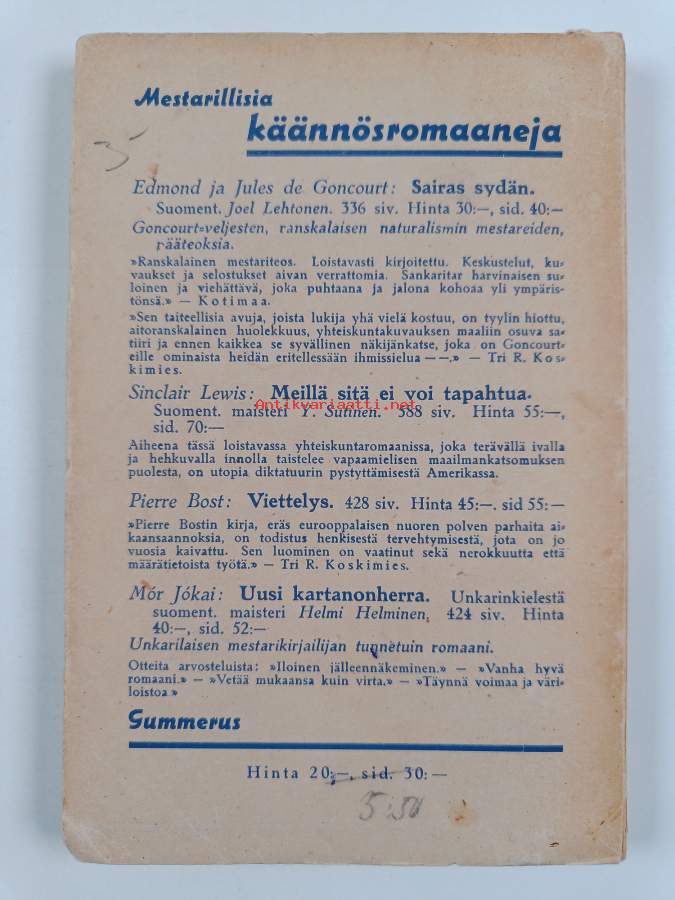 Mestarillisia
käännösromaaneja
5
Edmond ja Jules de Goncourt: Sairas sydän.
Suoment. Joel Lehtonen. 336 siv. Hinta 30:—, sid. 40:—
Goncourt-veljesten, ranskalaisen naturalismin mestareiden,
pääteoksia.
»Ranskalainen mestariteos. Loistavasti kirjoitettu. Keskustelut, ku-
vaukset ja selostukset aivan verrattomia. Sankaritar harvinaisen su-
loinen ja viehättävä, joka puhtaana ja jalona kohoaa yli ympäris-
tönsä.» — Kotimaa.
»Sen taiteellisia avuja, joista lukija yhä vielä kostuu, on tyylin hiottu,
aitoranskalainen huolekkuus, yhteiskuntakuvauksen maaliin osuva sa-
tiiri ja ennen kaikkea se syvällinen näkijänkatse, joka on Goncourt-
eille ominaista heidän eritellessään ihmissielua ——.» — Tri R. Kos-
kimies.
Sinclair Lewis: Meillä sitä ei voi tapahtua.
Antikvariaatti.net
Suoment. maisteri Y. Sutinen. 388 siv. Hinta 55:—,
sid. 70:—
Aiheena tässä loistavassa yhteiskuntaromaanissa, joka terävällä ivalla
ja hehkuvalla innolla taistelee vapaamielisen maailmankatsomuksen
puolesta, on utopia diktatuurin pystyttämisestä Amerikassa.
Pierre Bost: Viettelys. 428 siv. Hinta 45:—. sid 55:—
»Pierre Bostin kirja, eräs eurooppalaisen nuoren polven parhaita ai-
kaansaannoksia, on todistus henkisestä tervehtymisestä, jota on jo
vuosia kaivattu. Sen luominen on vaatinut sekä nerokkuutta että
määrätietoista työtä.» — Tri R. Koskimies.
Mór Jókai: Uusi kartanonherra. Unkarinkielestä
suoment. maisteri Helmi Helminen, 424 siv. Hinta
40:—, sid. 52:—
Unkarilaisen mestarikirjailijan tunnetuin romaani.
Otteita arvosteluista: »Iloinen jälleennäkeminen.» — »Vanha hyvä
romaani.» — »Vetää mukaansa kuin virta.» — »Täynnä voimaa ja väri-
loistoa.»
Gummerus
Hinta 20:—, sid. 30:—
5:50